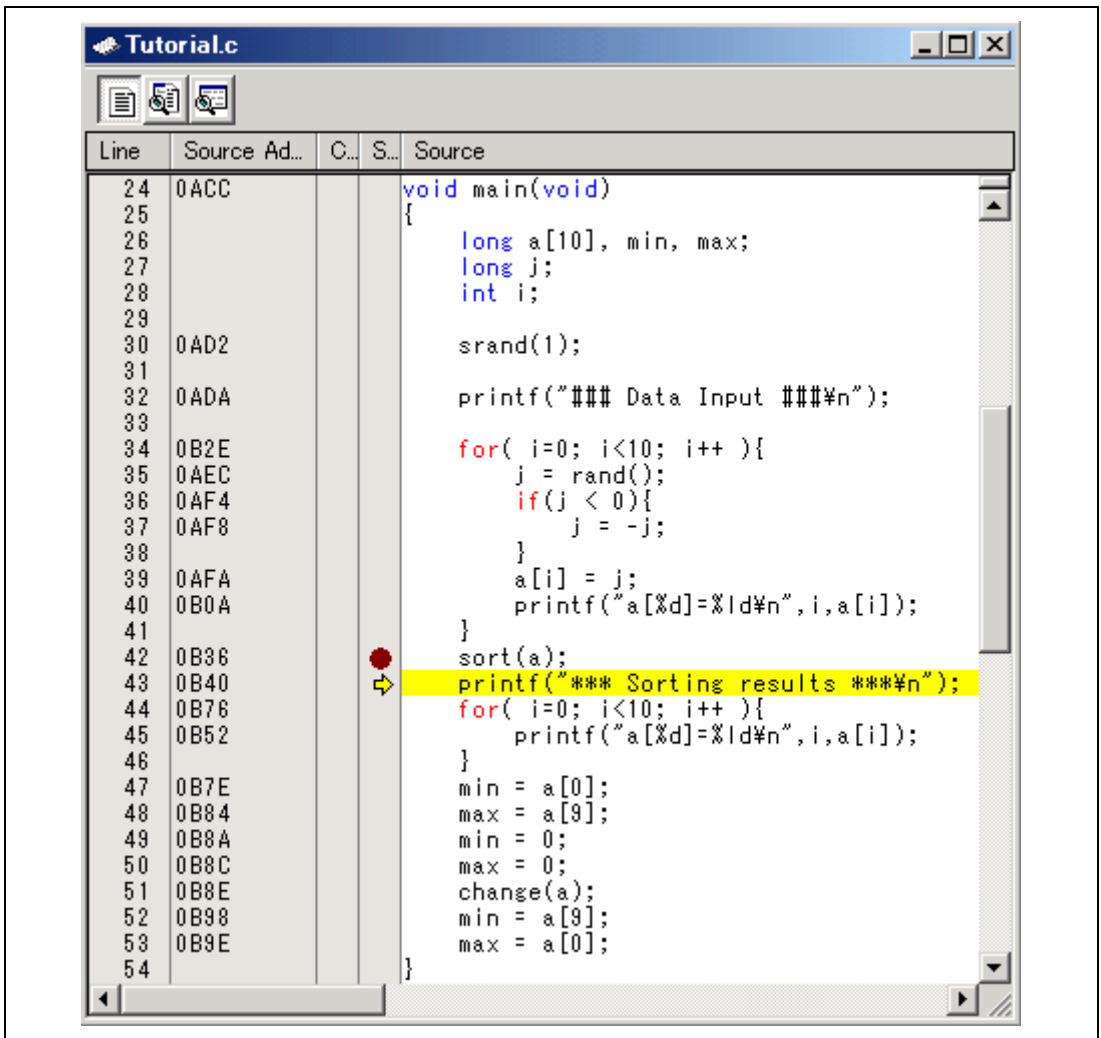 Tutorial.c
Line Source Ad... C... S... Source
24 0ACC void main(void)
25 {
26 long a[10], min, max;
27 long j;
28 int i;
29
30 0AD2 srand(1);
31
32 0ADA printf("### Data Input ###¥n");
33
34 0B2E for( i=0; i<10; i++ ){
35 0AEC j = rand();
36 0AF4 if(j < 0){
37 0AF8 j = -j;
38 }
39 0AFA a[i] = j;
40 0B0A printf("a[%d]=%ld¥n",i,a[i]);
41 }
42 0B36 sort(a);
43 0B40 printf("*** Sorting results ***¥n");
44 0B76 for( i=0; i<10; i++ ){
45 0B52 printf("a[%d]=%ld¥n",i,a[i]);
46 }
47 0B7E min = a[0];
48 0B84 max = a[9];
49 0B8A min = 0;
50 0B8C max = 0;
51 0B8E change(a);
52 0B98 min = a[9];
53 0B9E max = a[0];
54 }